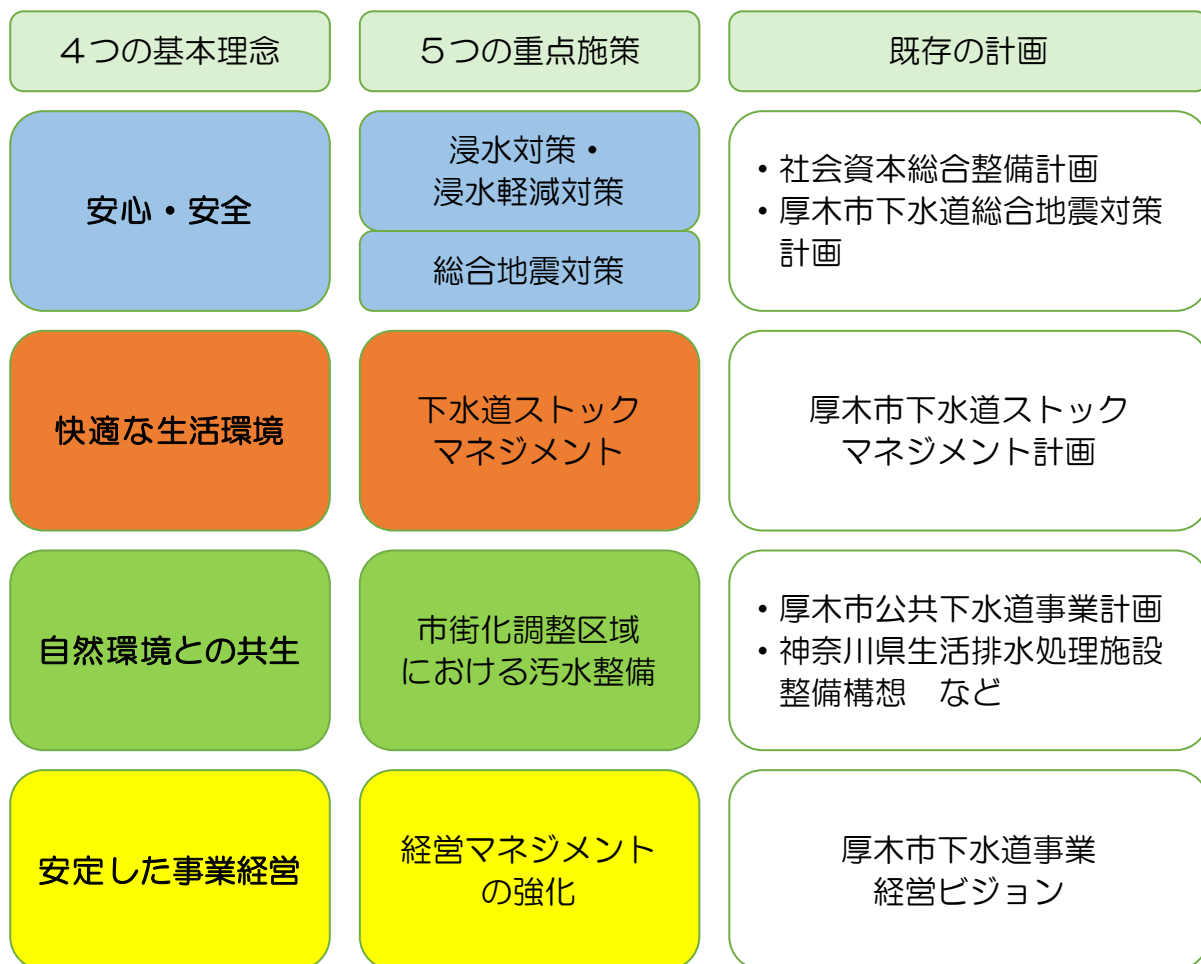 ４つの基本理念
５つの重点施策
既存の計画
安心・安全
浸水対策・
浸水軽減対策
総合地震対策
・社会資本総合整備計画
・厚木市下水道総合地震対策
計画
快適な生活環境
下水道ストック
マネジメント
厚木市下水道ストック
マネジメント計画
自然環境との共生
市街化調整区域
における汚水整備
・厚木市公共下水道事業計画
・神奈川県生活排水処理施設
整備構想　など
安定した事業経営
経営マネジメント
の強化
厚木市下水道事業
経営ビジョン